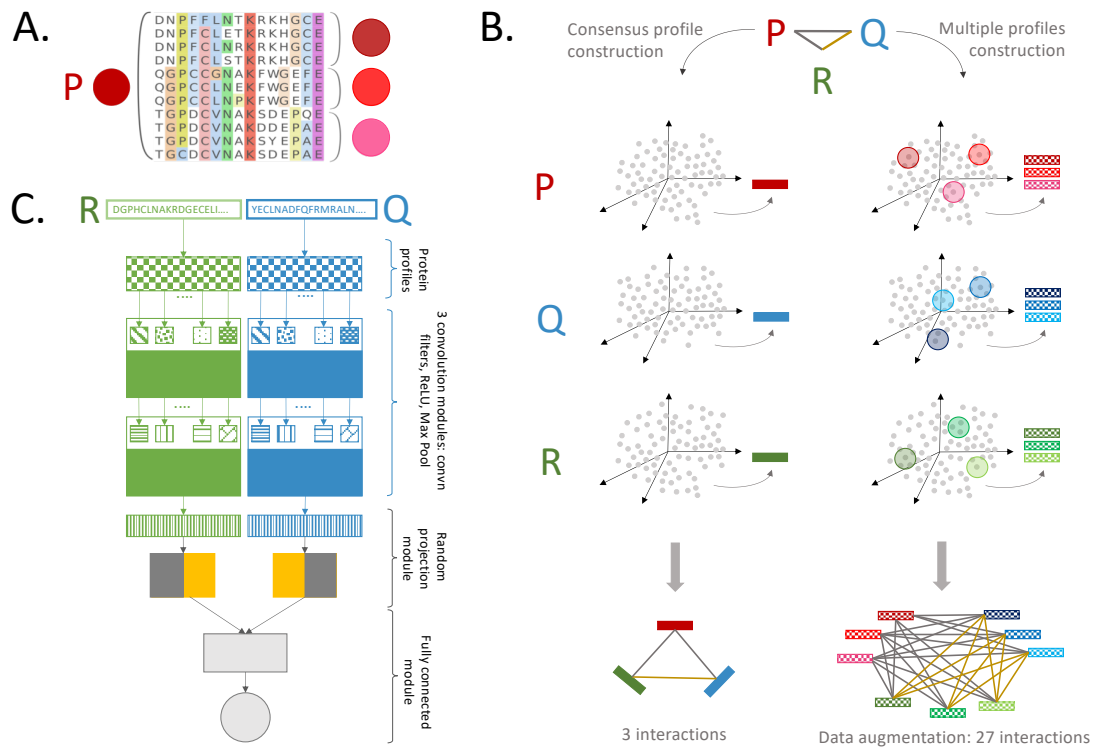 A.
P
DNPFFLNTKRKHGCE
DNPFCLETKRKHGCE
DNPFCLNRKRKHGCE
DNPFCLSTKRKHGCE
QGPCCGNAKFWGEFE
QGPCCLNEKFWGEFE
QGPCCLNPKFWGEFE
TGPDCVNAKSDEPQE
TGPDCVNAKDDEPAE
TGPDCVNAKSYEPAE
TGCDCVNAKSDEPAE
B.
Consensus profile
construction
P Q
R
Multiple profiles
construction
P
Q
R
3 interactions
Data augmentation: 27 interactions
C.
R
DGPHCLNAKRDGECELI....
YECLNADFQFRMRALN....
Q
Protein
profiles
....
....
3 convolution modules: convn
filters, ReLU, Max Pool
....
....
Random
projection
module
Fully connected
module